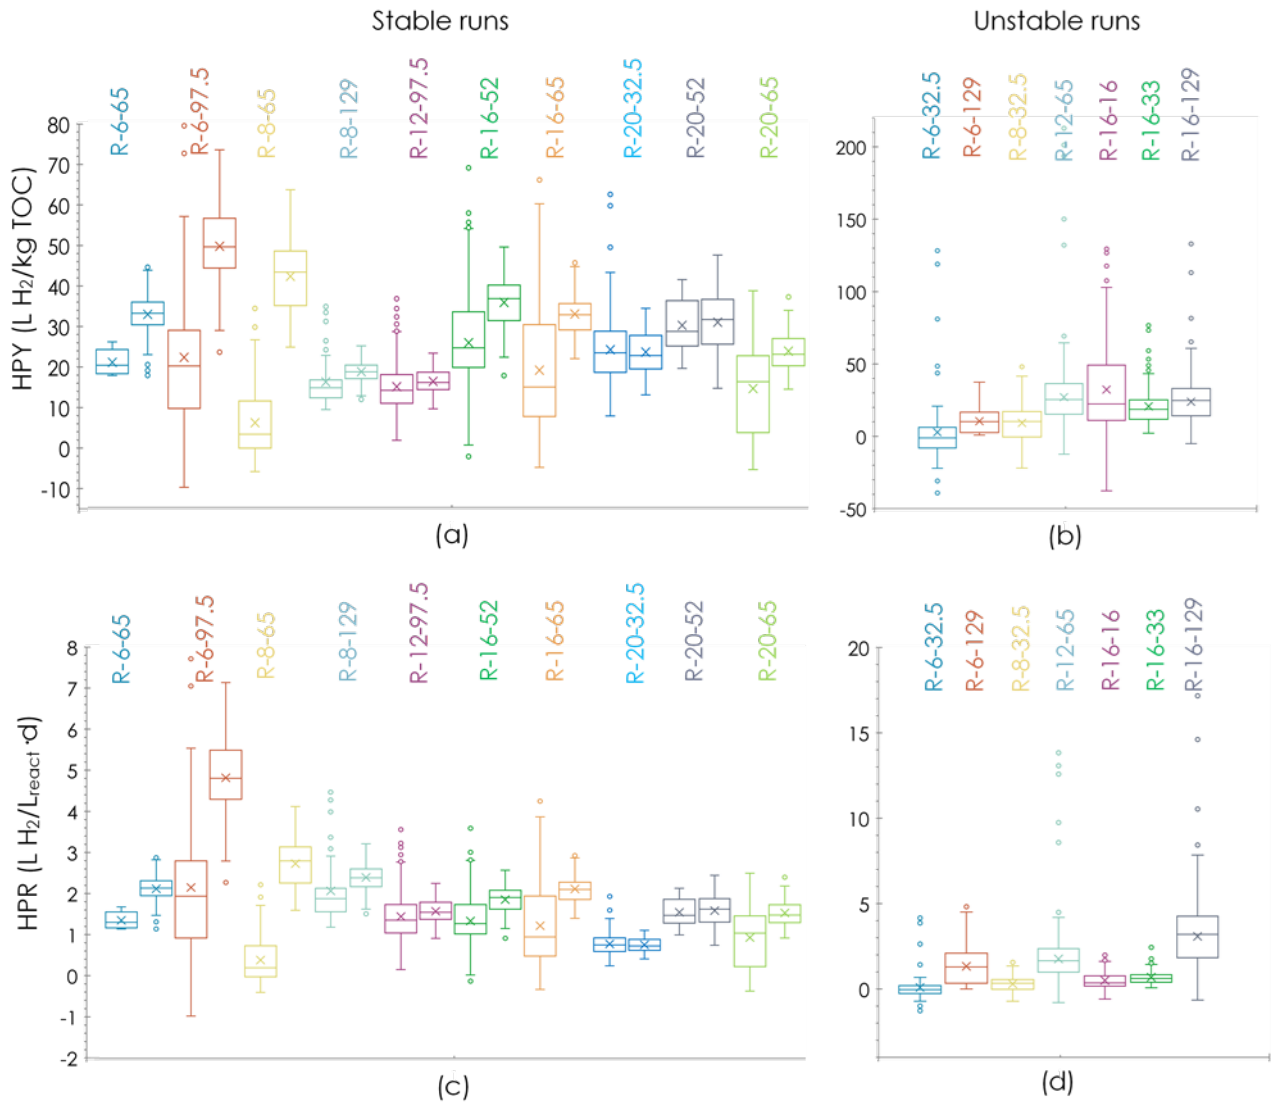 Stable runs
Unstable runs
R-6-65
R-6-97.5
R-8-65
R-8-129
R-12-97.5
R-16-52
R-16-65
R-20-32.5
R-20-52
R-20-65
HPY (L H₂/kg TOC)
80
70
60
50
40
30
20
10
0
-10
(a)
R-6-32.5
R-6-129
R-8-32.5
R-12-65
R-16-16
R-16-33
R-16-129
200
150
100
50
0
-50
(b)
R-6-65
R-6-97.5
R-8-65
R-8-129
R-12-97.5
R-16-52
R-16-65
R-20-32.5
R-20-52
R-20-65
HPR (L H₂/Lreact·d)
8
7
6
5
4
3
2
1
0
-1
-2
(c)
R-6-32.5
R-6-129
R-8-32.5
R-12-65
R-16-16
R-16-33
R-16-129
20
15
10
5
0
(d)